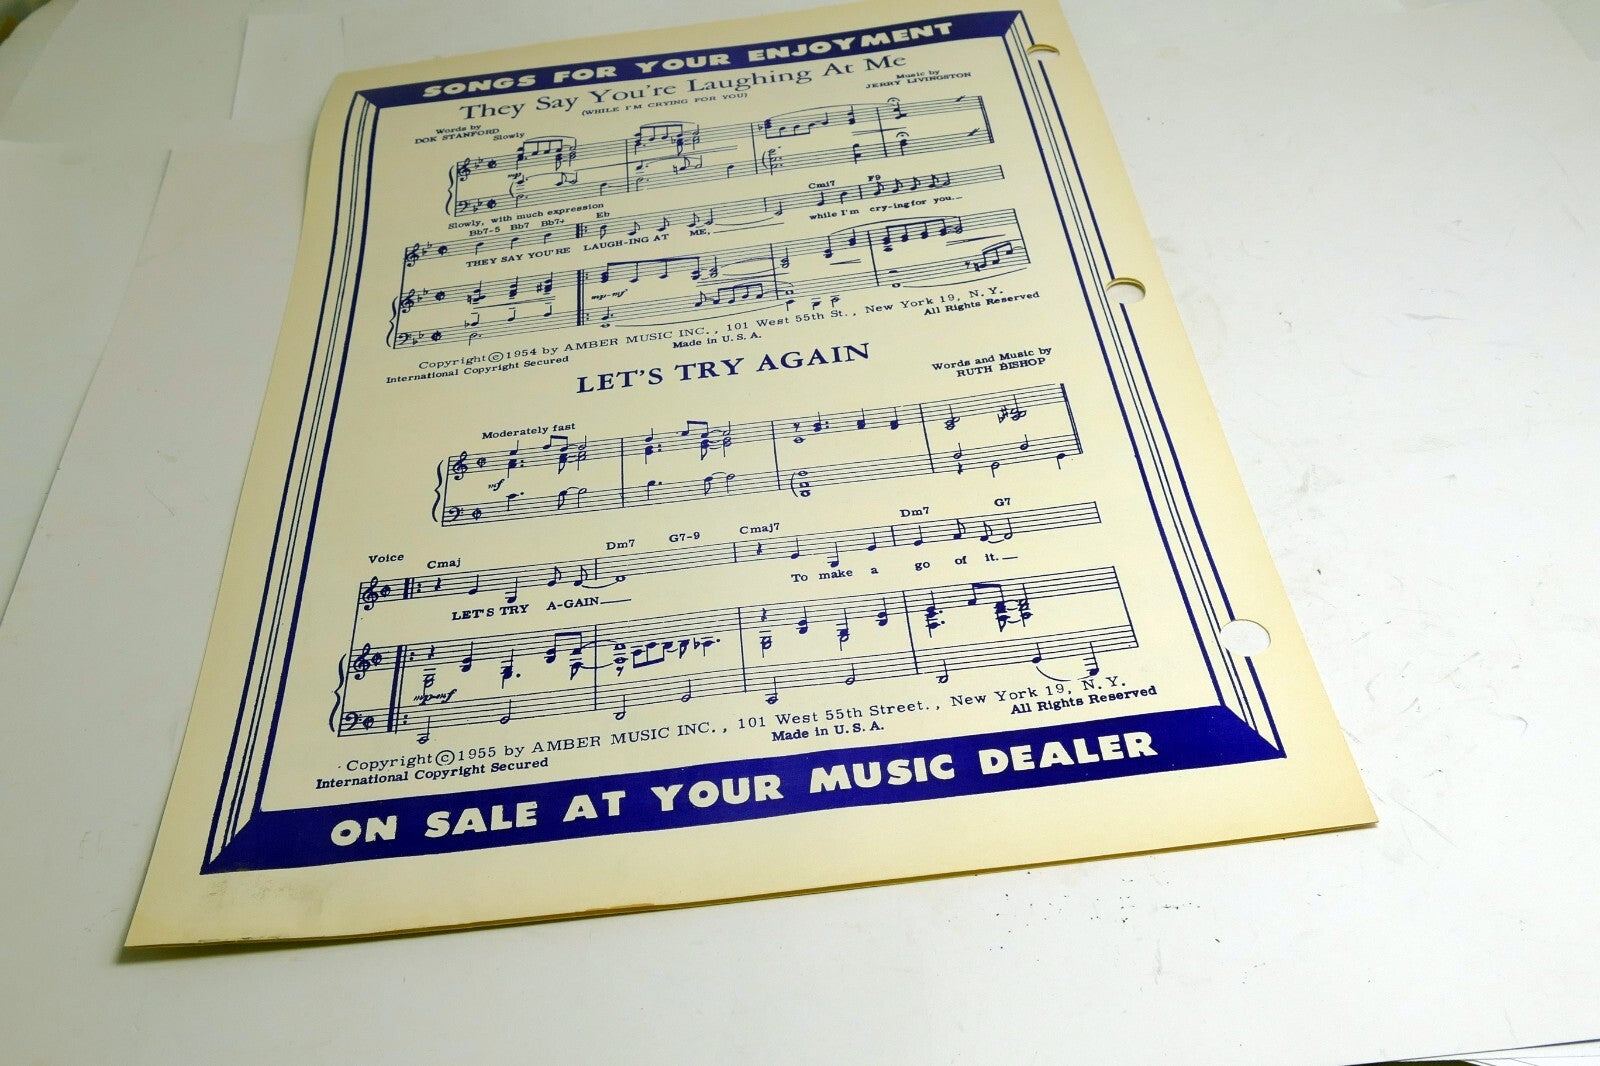 SONGS FOR YOUR ENJOYMENT
They Say You're Laughing At Me
(WHILE I'M CRYING FOR YOU)
Words by
DOK STANFORD
Music by
JERRY LIVINGSTON
Slowly
mp
Slowly, with much expression
Bb7-5 Bb7 Bb7+ Eb Cmi7 F9
THEY SAY YOU'RE LAUGH-ING AT ME, while I'm cry-ing for you.
mp-mf
Copyright © 1954 by AMBER MUSIC INC., 101 West 55th St., New York 19, N. Y.
International Copyright Secured Made in U. S. A. All Rights Reserved
LET'S TRY AGAIN
Words and Music by
RUTH BISHOP
Moderately fast
mf
Voice
Cmaj Dm7 G7-9 Cmaj7 Dm7 G7
LET'S TRY A-GAIN To make a go of it.
Copyright © 1955 by AMBER MUSIC INC., 101 West 55th Street., New York 19, N. Y.
International Copyright Secured Made in U. S. A. All Rights Reserved
ON SALE AT YOUR MUSIC DEALER